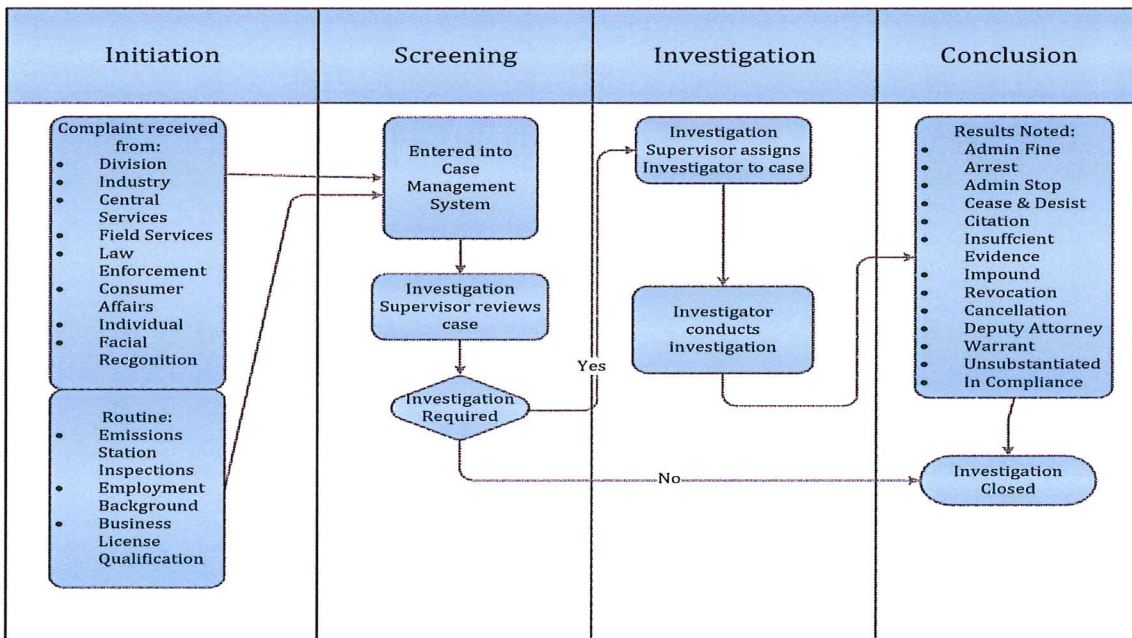 Initiation
Screening
Investigation
Conclusion
Complaint received
from:
• Division
• Industry
• Central
Services
• Field Services
• Law
Enforcement
• Consumer
Affairs
• Individual
• Facial
Recgonition
Routine:
• Emissions
Station
Inspections
• Employment
Background
• Business
License
Qualification
Entered into
Case
Management
System
Investigation
Supervisor reviews
case
Investigation
Required
Yes
No
Investigation
Supervisor assigns
Investigator to case
Investigator
conducts
investigation
Results Noted:
• Admin Fine
• Arrest
• Admin Stop
• Cease & Desist
• Citation
• Insuffcient
Evidence
• Impound
• Revocation
• Cancellation
• Deputy Attorney
• Warrant
• Unsubstantiated
• In Compliance
Investigation
Closed